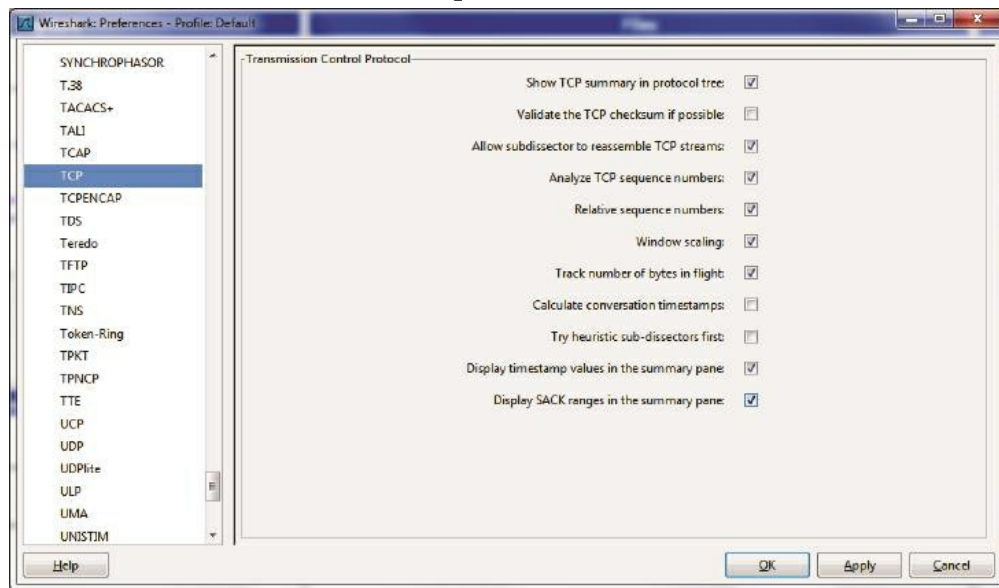 Wireshark: Preferences - Profile: Default
SYNCHROPHASOR
T.38
TACACS+
TALI
TCAP
TCP
TCPENCAP
TDS
Teredo
TFTP
TIPC
TNS
Token-Ring
TPKT
TPNCP
TTE
UCP
UDP
UDPlite
ULP
UMA
UNISTIM
Transmission Control Protocol
Show TCP summary in protocol tree:
Validate the TCP checksum if possible:
Allow subdissector to reassemble TCP streams:
Analyze TCP sequence numbers:
Relative sequence numbers:
Window scaling:
Track number of bytes in flight:
Calculate conversation timestamps:
Try heuristic sub-dissectors first:
Display timestamp values in the summary pane:
Display SACK ranges in the summary pane:
Help
OK
Apply
Cancel